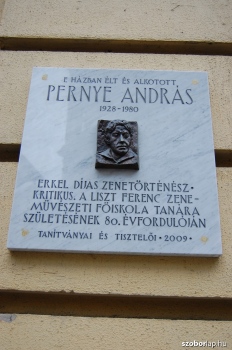 E HÁZBAN ÉLT ÉS ALKOTOTT
PERNYE ANDRÁS
1928-1980
ERKEL DÍJAS ZENETÖRTÉNÉSZ•
KRITIKUS, A LISZT FERENC ZENE-
MŰVÉSZETI FŐISKOLA TANÁRA
SZÜLETÉSÉNEK 80. ÉVFORDULÓJÁN
TANÍTVÁNYAI ÉS TISZTELŐI•2009•
www.szoborlap.hu